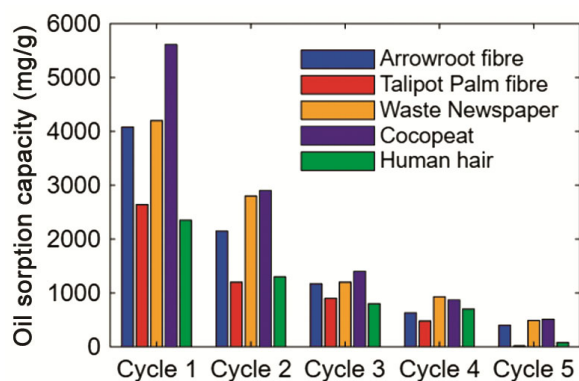 Oil sorption capacity (mg/g)
6000
5000
4000
3000
2000
1000
0
Arrowroot fibre
Talipot Palm fibre
Waste Newspaper
Cocopeat
Human hair
Cycle 1 Cycle 2 Cycle 3 Cycle 4 Cycle 5